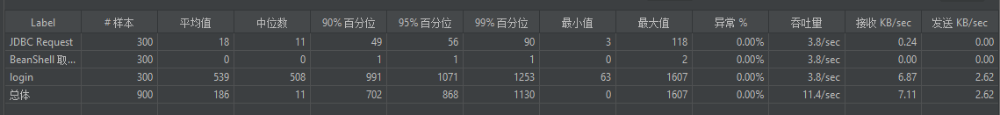 Label # 样本 平均值 中位数 90% 百分位 95% 百分位 99% 百分位 最小值 最大值 异常 % 吞吐量 接收 KB/sec 发送 KB/sec
JDBC Request 300 18 11 49 56 90 3 118 0.00% 3.8/sec 0.24 0.00
BeanShell 取... 300 0 0 1 1 1 0 2 0.00% 3.8/sec 0.00 0.00
login 300 539 508 991 1071 1253 63 1607 0.00% 3.8/sec 6.87 2.62
总体 900 186 11 702 868 1130 0 1607 0.00% 11.4/sec 7.11 2.62